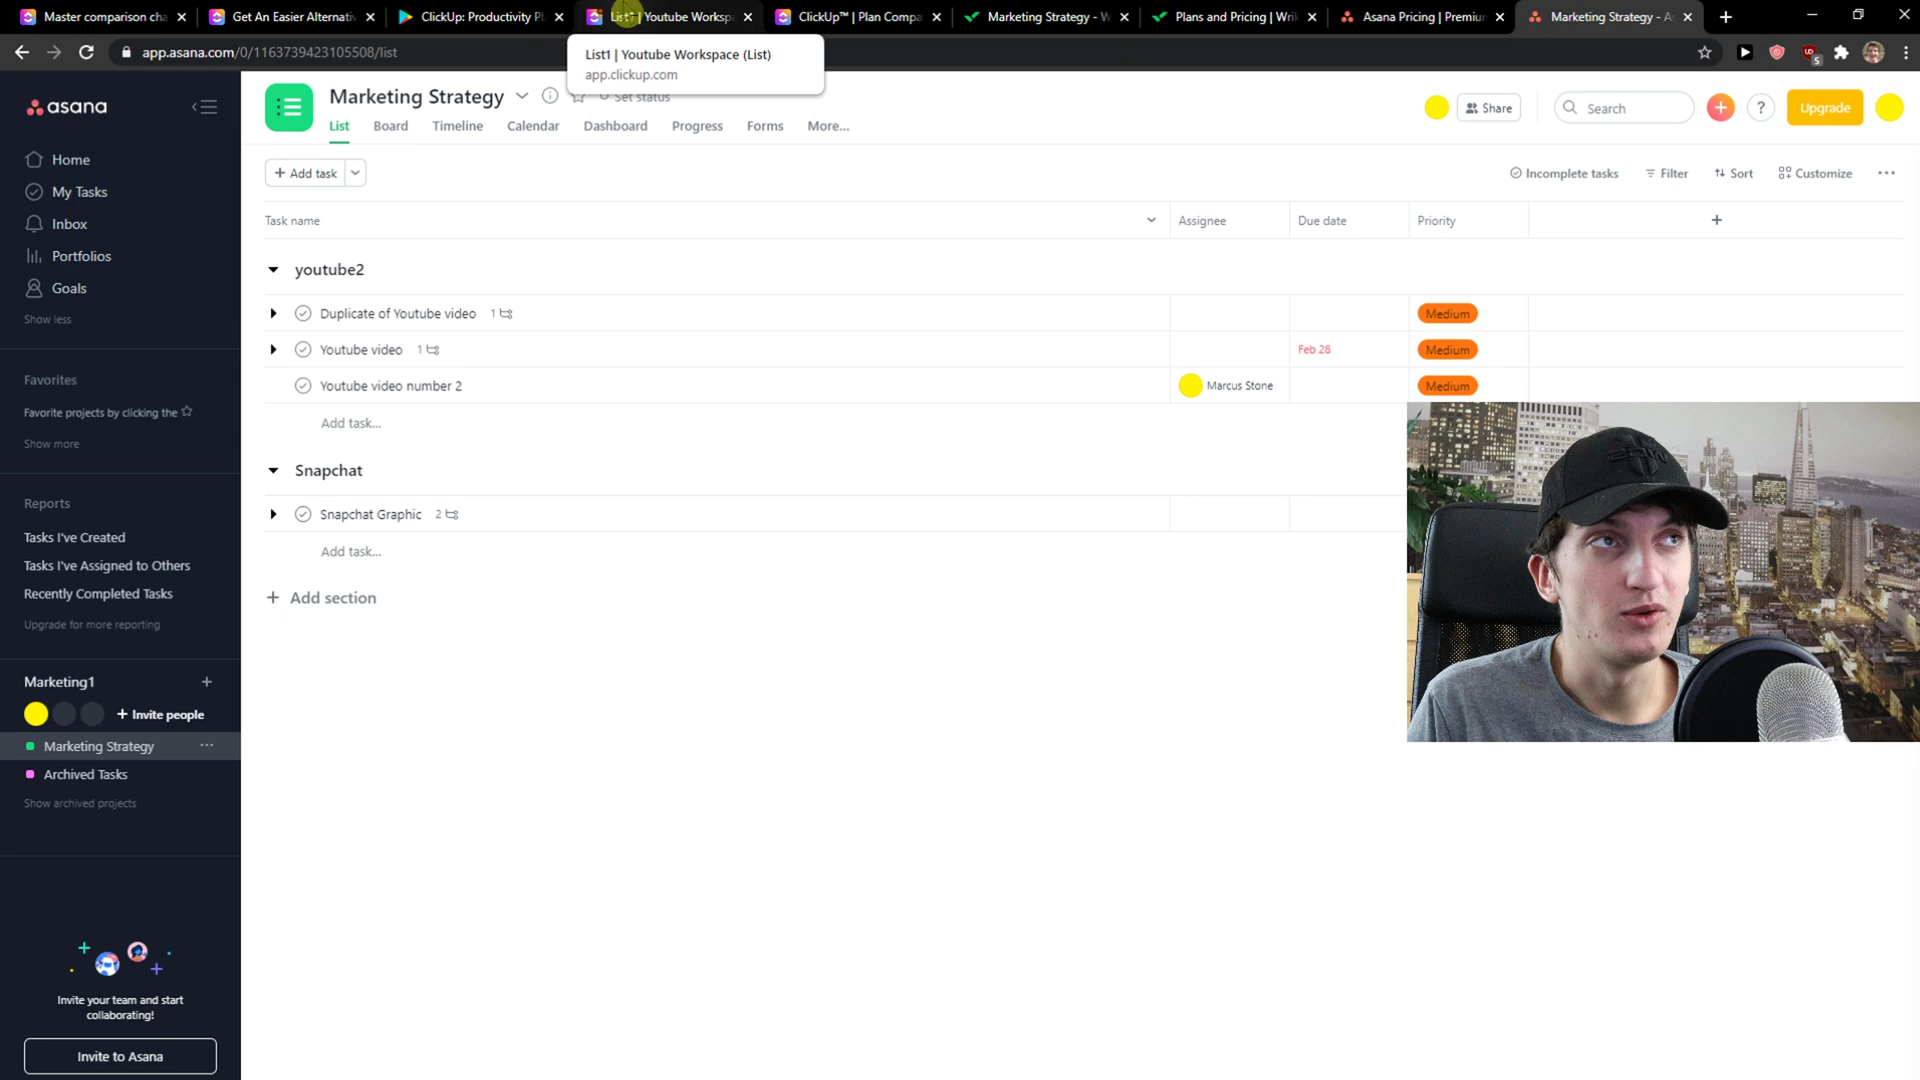 Master comparison cha
Get An Easier Alternati
ClickUp: Productivity Pl
List1 | Youtube Worksp
ClickUp™ | Plan Compa
Marketing Strategy - W
Plans and Pricing | Wri
Asana Pricing | Premiu
Marketing Strategy - A
app.asana.com/0/1163739423105508/list
5
List1 | Youtube Workspace (List)
app.clickup.com
asana
Home
My Tasks
Inbox
Portfolios
Goals
Show less
Favorites
Favorite projects by clicking the
Show more
Reports
Tasks I've Created
Tasks I've Assigned to Others
Recently Completed Tasks
Upgrade for more reporting
Marketing1
+
+ Invite people
Marketing Strategy
Archived Tasks
Show archived projects
Invite your team and start
collaborating!
Invite to Asana
Marketing Strategy
Set status
Share
Search
?
Upgrade
List
Board
Timeline
Calendar
Dashboard
Progress
Forms
More...
+ Add task
Incomplete tasks
Filter
Sort
Customize
Task name
Assignee
Due date
Priority
+
youtube2
Duplicate of Youtube video 1
Medium
Youtube video 1
Feb 28
Medium
Youtube video number 2
Marcus Stone
Medium
Add task...
Snapchat
Snapchat Graphic 2
Add task...
+ Add section